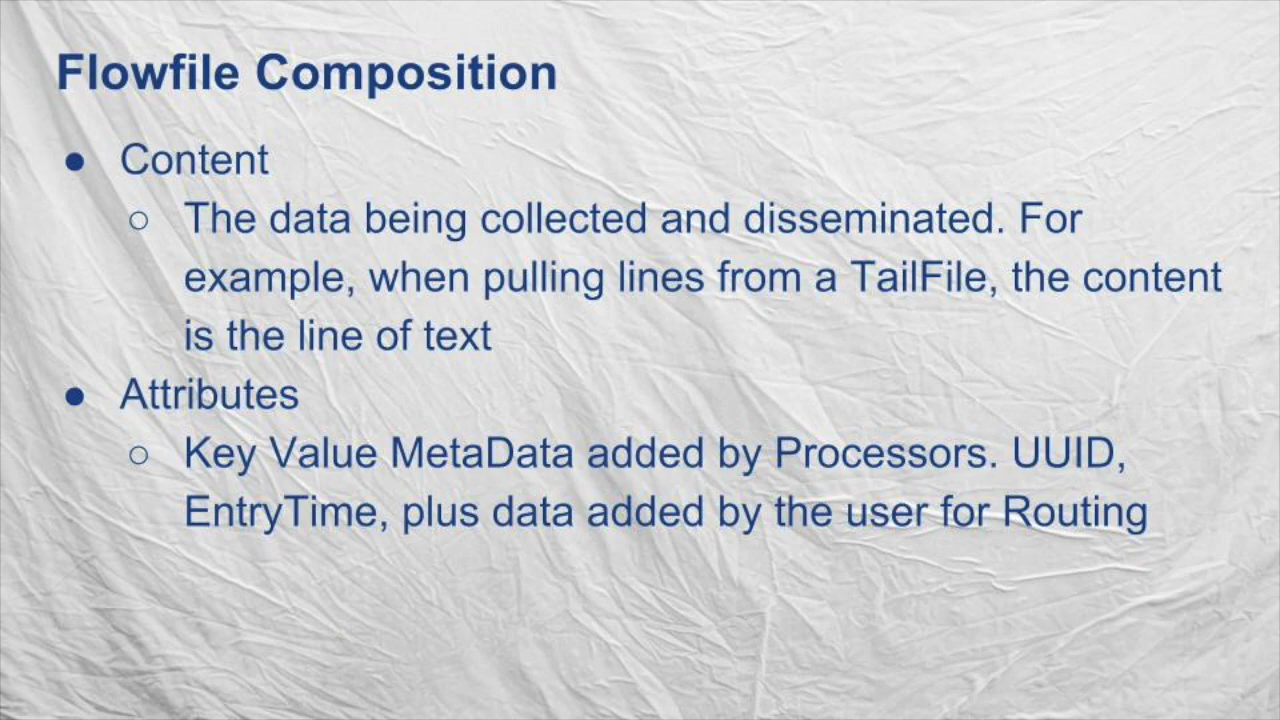 Flowfile Composition
● Content
○ The data being collected and disseminated. For
example, when pulling lines from a TailFile, the content
is the line of text
● Attributes
○ Key Value MetaData added by Processors. UUID,
EntryTime, plus data added by the user for Routing